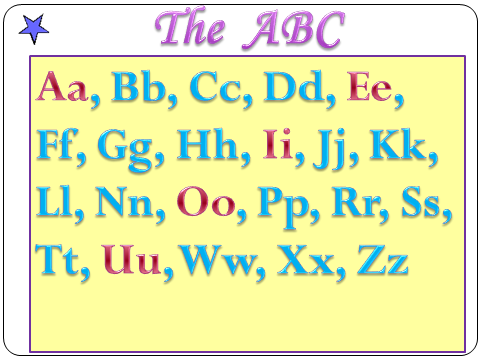 The ABC
Aa, Bb, Cc, Dd, Ee,
Ff, Gg, Hh, Ii, Jj, Kk,
Ll, Nn, Oo, Pp, Rr, Ss,
Tt, Uu, Ww, Xx, Zz